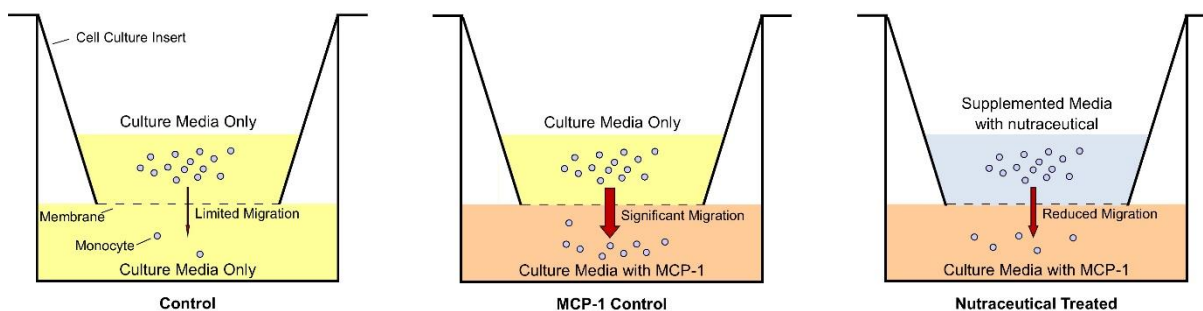 Cell Culture Insert
Culture Media Only
Membrane
Limited Migration
Monocyte
Culture Media Only
Control
Culture Media Only
Significant Migration
Culture Media with MCP-1
MCP-1 Control
Supplemented Media
with nutraceutical
Reduced Migration
Culture Media with MCP-1
Nutraceutical Treated